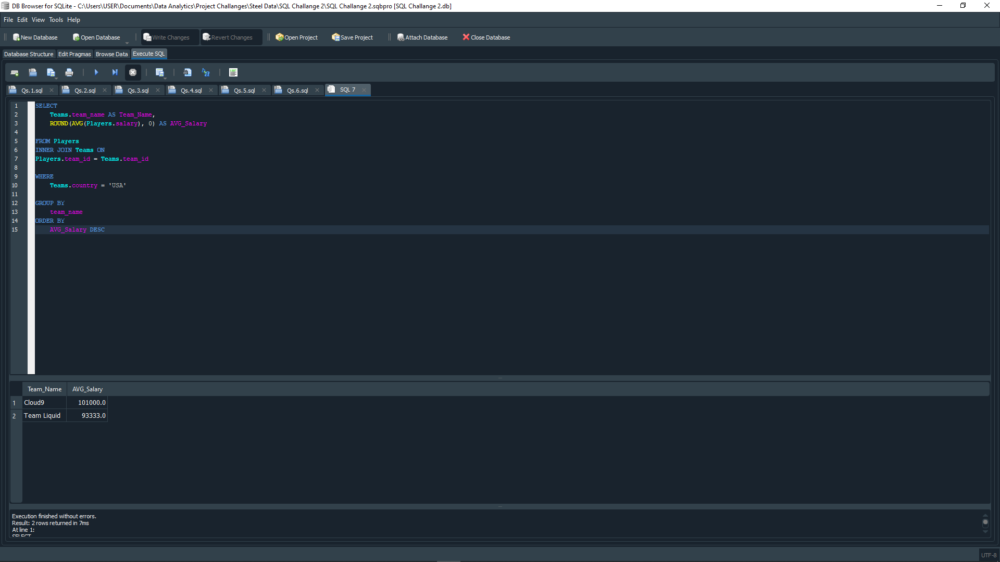 DB Browser for SQLite - C:\Users\USER\Documents\Data Analytics\Project Challanges\Steel Data\SQL Challange 2\SQL Challange 2.sqbpro [SQL Challange 2.db]
File Edit View Tools Help
New Database Open Database Write Changes Revert Changes Open Project Save Project Attach Database Close Database
Database Structure Edit Pragmas Browse Data Execute SQL
Qs.1.sql Qs.2.sql Qs.3.sql Qs.4.sql Qs.5.sql Qs.6.sql SQL 7
1 SELECT
2 Teams.team_name AS Team_Name,
3 ROUND(AVG(Players.salary), 0) AS AVG_Salary
4
5 FROM Players
6 INNER JOIN Teams ON
7 Players.team_id = Teams.team_id
8
9 WHERE
10 Teams.country = 'USA'
11
12 GROUP BY
13 team_name
14 ORDER BY
15 AVG_Salary DESC
Team_Name AVG_Salary
1 Cloud9 101000.0
2 Team Liquid 93333.0
Execution finished without errors.
Result: 2 rows returned in 7ms
At line 1:
SELECT
UTF-8